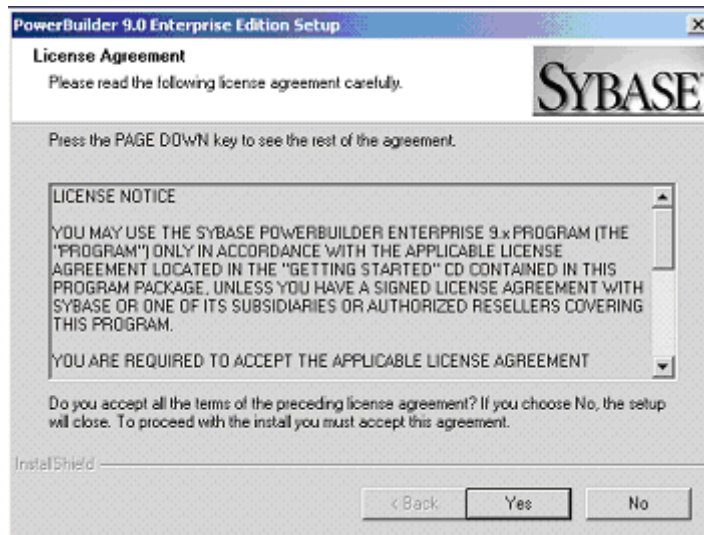 PowerBuilder 9.0 Enterprise Edition Setup
License Agreement
Please read the following license agreement carefully.
SYBASE
Press the PAGE DOWN key to see the rest of the agreement.
LICENSE NOTICE
YOU MAY USE THE SYBASE POWERBUILDER ENTERPRISE 9.x PROGRAM (THE
"PROGRAM") ONLY IN ACCORDANCE WITH THE APPLICABLE LICENSE
AGREEMENT LOCATED IN THE "GETTING STARTED" CD CONTAINED IN THIS
PROGRAM PACKAGE, UNLESS YOU HAVE A SIGNED LICENSE AGREEMENT WITH
SYBASE OR ONE OF ITS SUBSIDIARIES OR AUTHORIZED RESELLERS COVERING
THIS PROGRAM.
YOU ARE REQUIRED TO ACCEPT THE APPLICABLE LICENSE AGREEMENT
Do you accept all the terms of the preceding license agreement? If you choose No, the setup
will close. To proceed with the install you must accept this agreement.
InstallShield
< Back
Yes
No